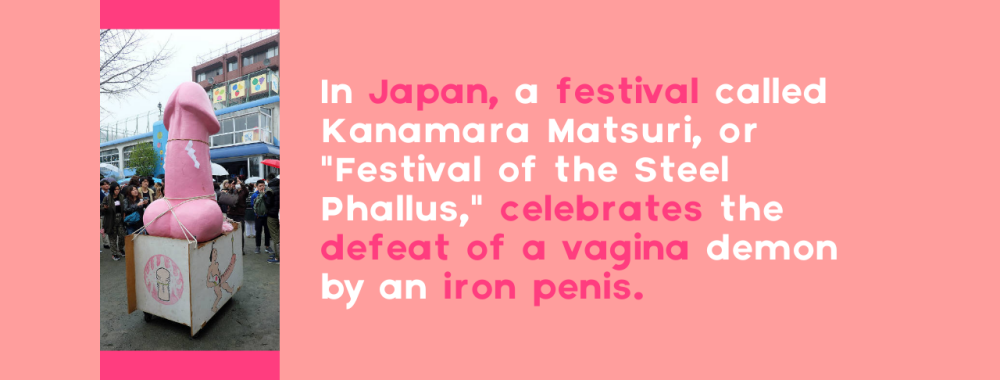 In Japan, a festival called
Kanamara Matsuri, or
"Festival of the Steel
Phallus," celebrates the
defeat of a vagina demon
by an iron penis.